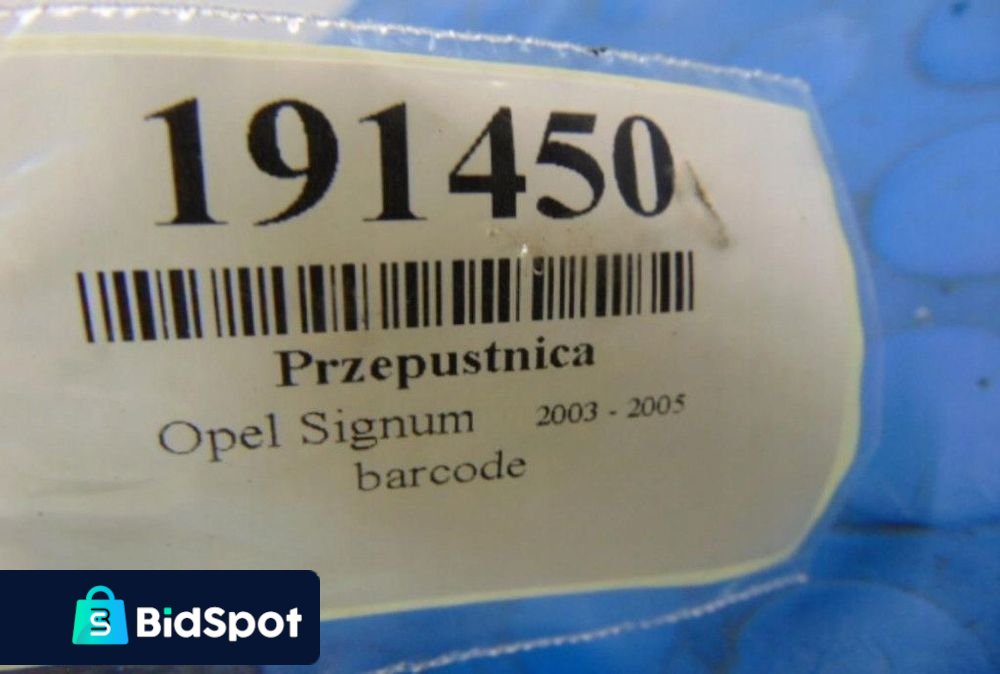 191450
Przepustnica
Opel Signum 2003 - 2005
barcode
BidSpot